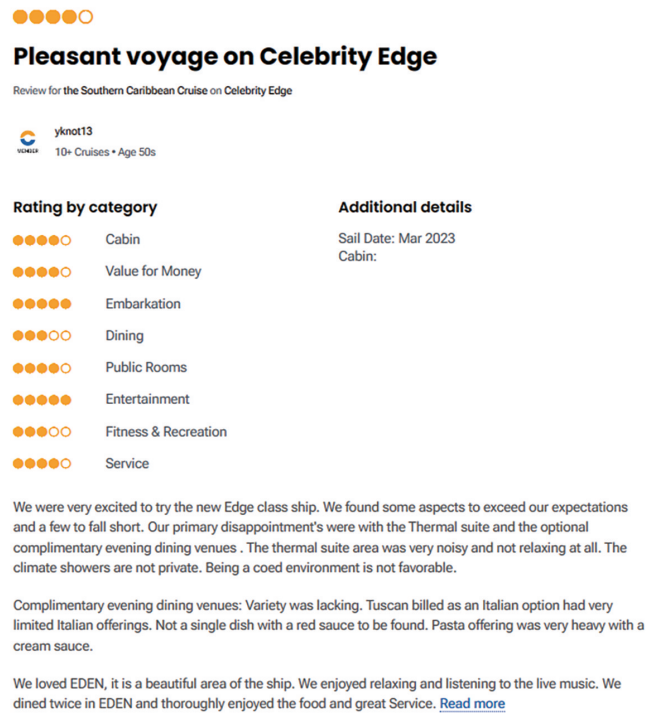 Pleasant voyage on Celebrity Edge
Review for the Southern Caribbean Cruise on Celebrity Edge
yknot13
MEMBER
10+ Cruises • Age 50s
Rating by category
Additional details
Cabin
Sail Date: Mar 2023
Cabin:
Value for Money
Embarkation
Dining
Public Rooms
Entertainment
Fitness & Recreation
Service
We were very excited to try the new Edge class ship. We found some aspects to exceed our expectations
and a few to fall short. Our primary disappointment's were with the Thermal suite and the optional
complimentary evening dining venues . The thermal suite area was very noisy and not relaxing at all. The
climate showers are not private. Being a coed environment is not favorable.
Complimentary evening dining venues: Variety was lacking. Tuscan billed as an Italian option had very
limited Italian offerings. Not a single dish with a red sauce to be found. Pasta offering was very heavy with a
cream sauce.
We loved EDEN, it is a beautiful area of the ship. We enjoyed relaxing and listening to the live music. We
dined twice in EDEN and thoroughly enjoyed the food and great Service. Read more